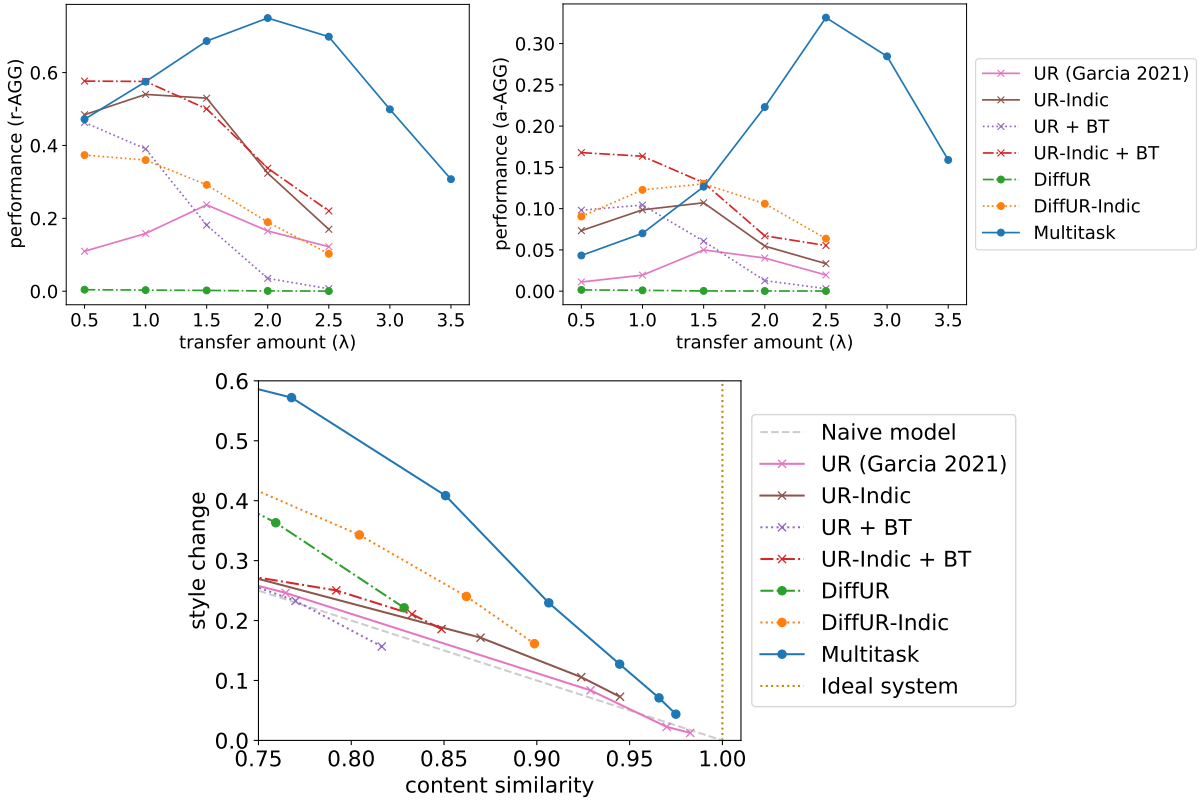 performance (r-AGG)
0.6
0.4
0.2
0.0
0.5 1.0 1.5 2.0 2.5 3.0 3.5
transfer amount (λ)
performance (a-AGG)
0.30
0.25
0.20
0.15
0.10
0.05
0.00
0.5 1.0 1.5 2.0 2.5 3.0 3.5
transfer amount (λ)
UR (Garcia 2021)
UR-Indic
UR + BT
UR-Indic + BT
DiffUR
DiffUR-Indic
Multitask
style change
0.6
0.5
0.4
0.3
0.2
0.1
0.0
0.75 0.80 0.85 0.90 0.95 1.00
content similarity
Naive model
UR (Garcia 2021)
UR-Indic
UR + BT
UR-Indic + BT
DiffUR
DiffUR-Indic
Multitask
Ideal system